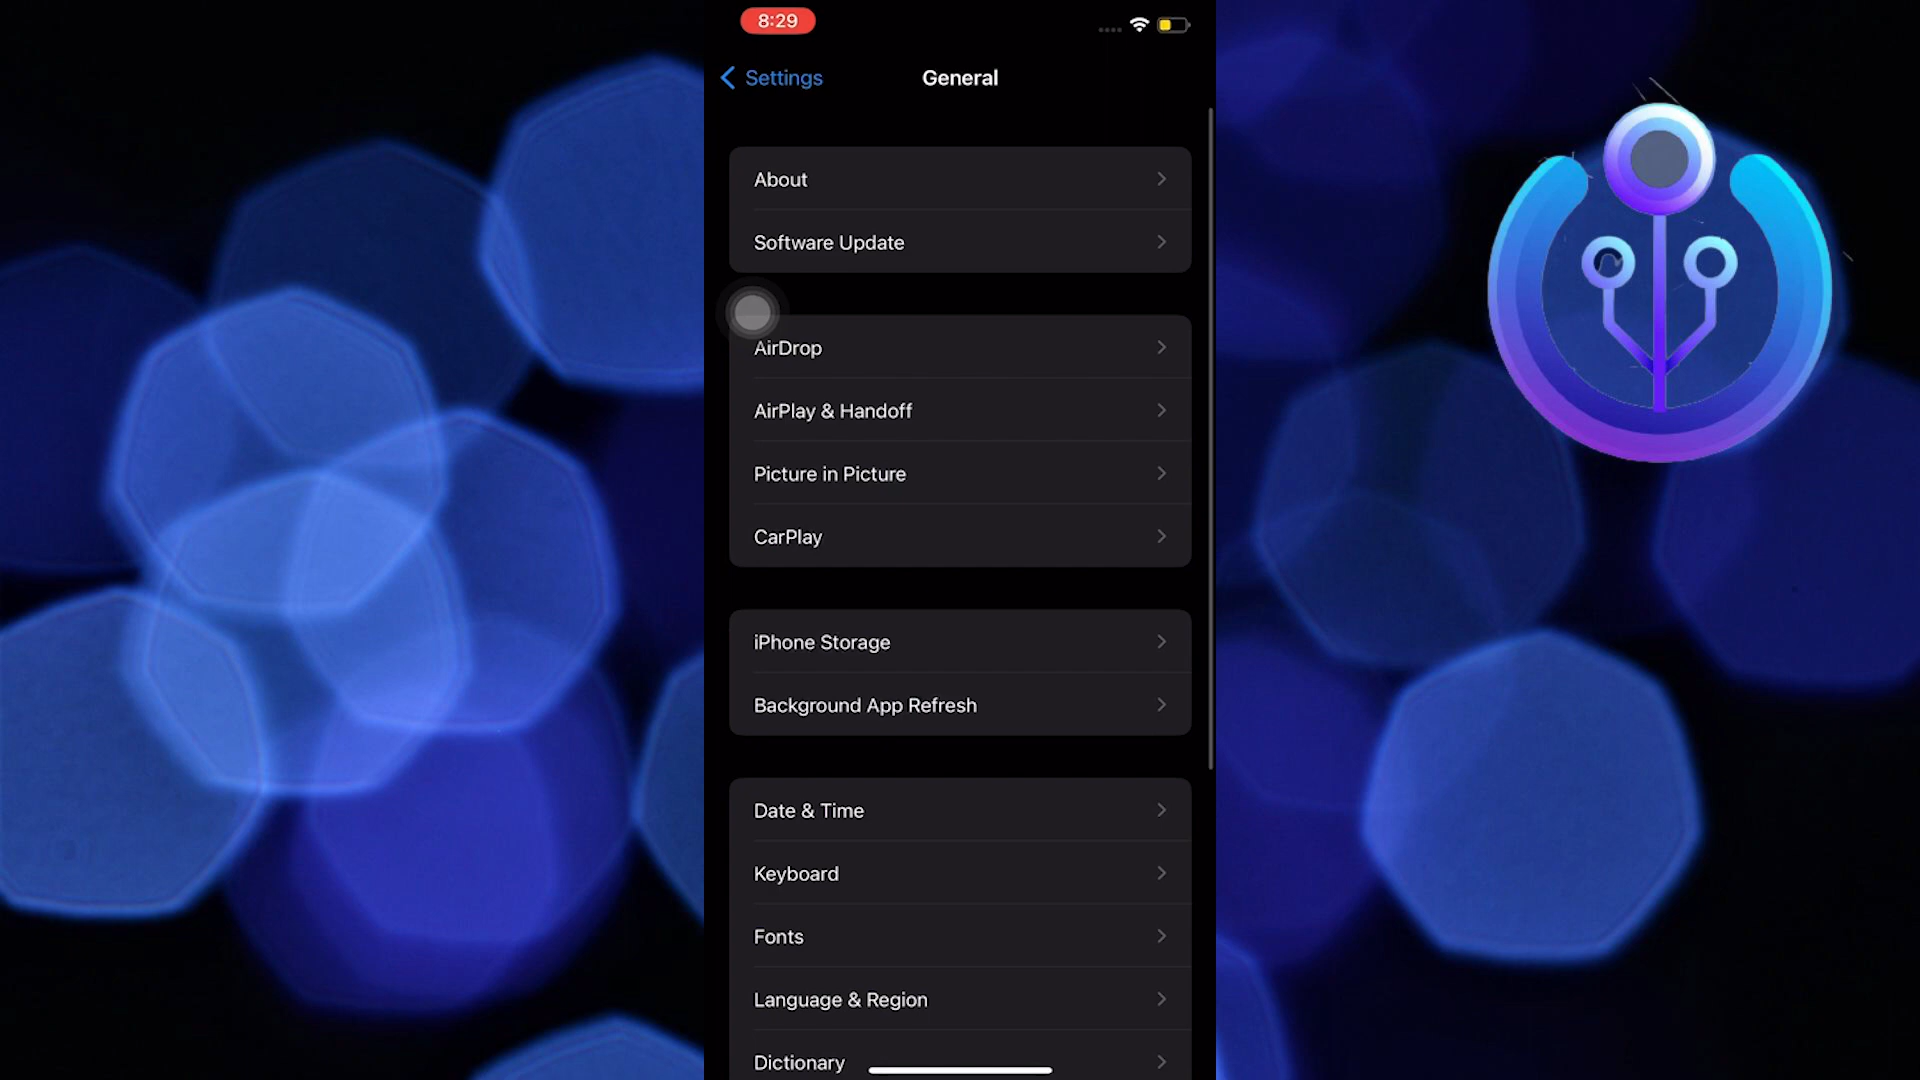 8:29
Settings
General
About
Software Update
AirDrop
AirPlay & Handoff
Picture in Picture
CarPlay
iPhone Storage
Background App Refresh
Date & Time
Keyboard
Fonts
Language & Region
Dictionary